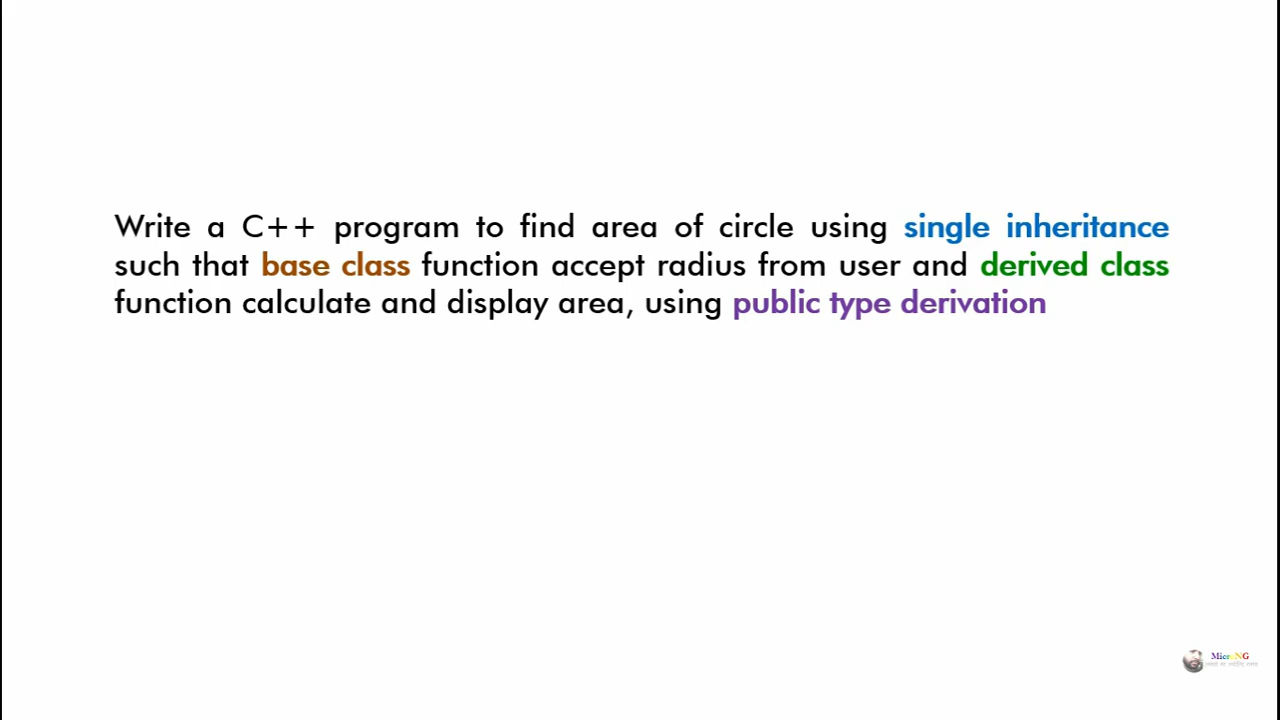 Write a C++ program to find area of circle using single inheritance
such that base class function accept radius from user and derived class
function calculate and display area, using public type derivation
MicroNG